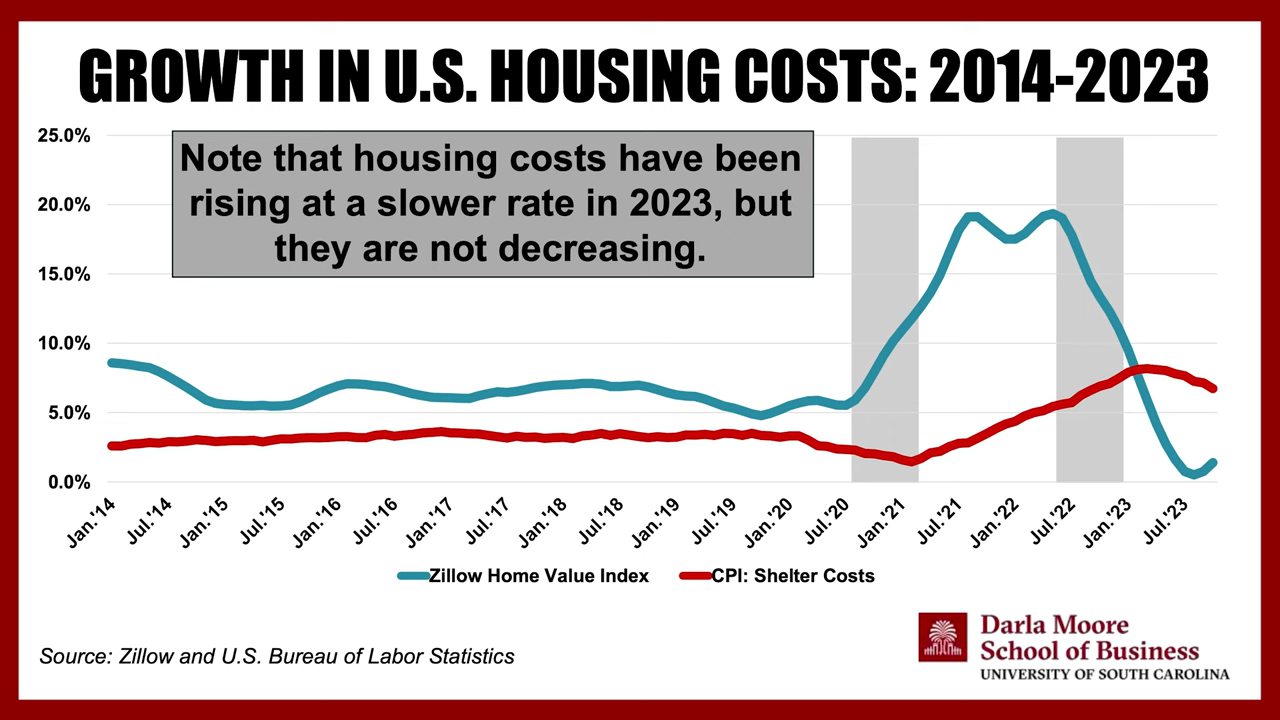 GROWTH IN U.S. HOUSING COSTS: 2014-2023
25.0%
Note that housing costs have been
rising at a slower rate in 2023, but
they are not decreasing.
20.0%
15.0%
10.0%
5.0%
0.0%
Jan.'14
Jul.'14
Jan.'15
Jul.'15
Jan.'16
Jul.'16
Jan.'17
Jul.'17
Jan.'18
Jul.'18
Jan.'19
Jul.'19
Jan.'20
Jul.'20
Jan.'21
Jul.'21
Jan.'22
Jul.'22
Jan.'23
Jul.'23
Zillow Home Value Index
CPI: Shelter Costs
Source: Zillow and U.S. Bureau of Labor Statistics
Darla Moore
School of Business
UNIVERSITY OF SOUTH CAROLINA